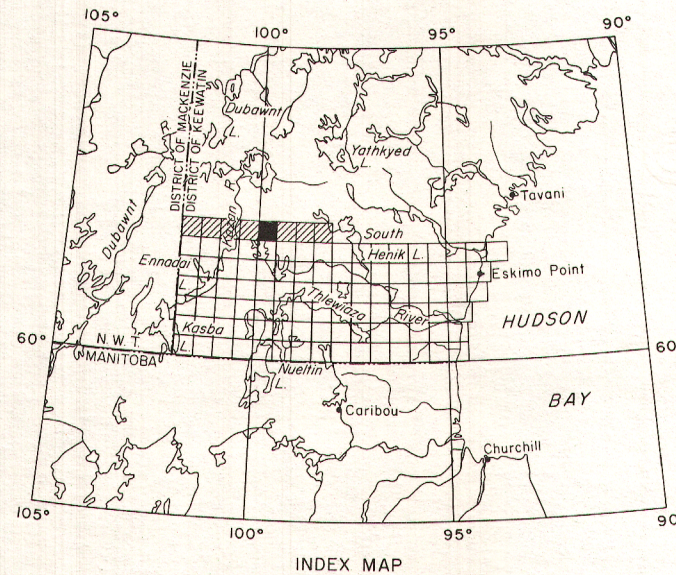 105°
100°
95°
90°
DISTRICT OF MACKENZIE
DISTRICT OF KEEWATIN
Dubawnt
L.
Yathkyed
L.
R.
R.
Tavani
Dubawnt
Kazan
South
Henik L.
Ennadai
L.
Eskimo Point
Thlewiaza
River
HUDSON
Kasba
L.
60°
N. W. T.
MANITOBA
60
Nueltin
L.
BAY
Caribou
Churchill
105°
100°
95°
90
INDEX MAP